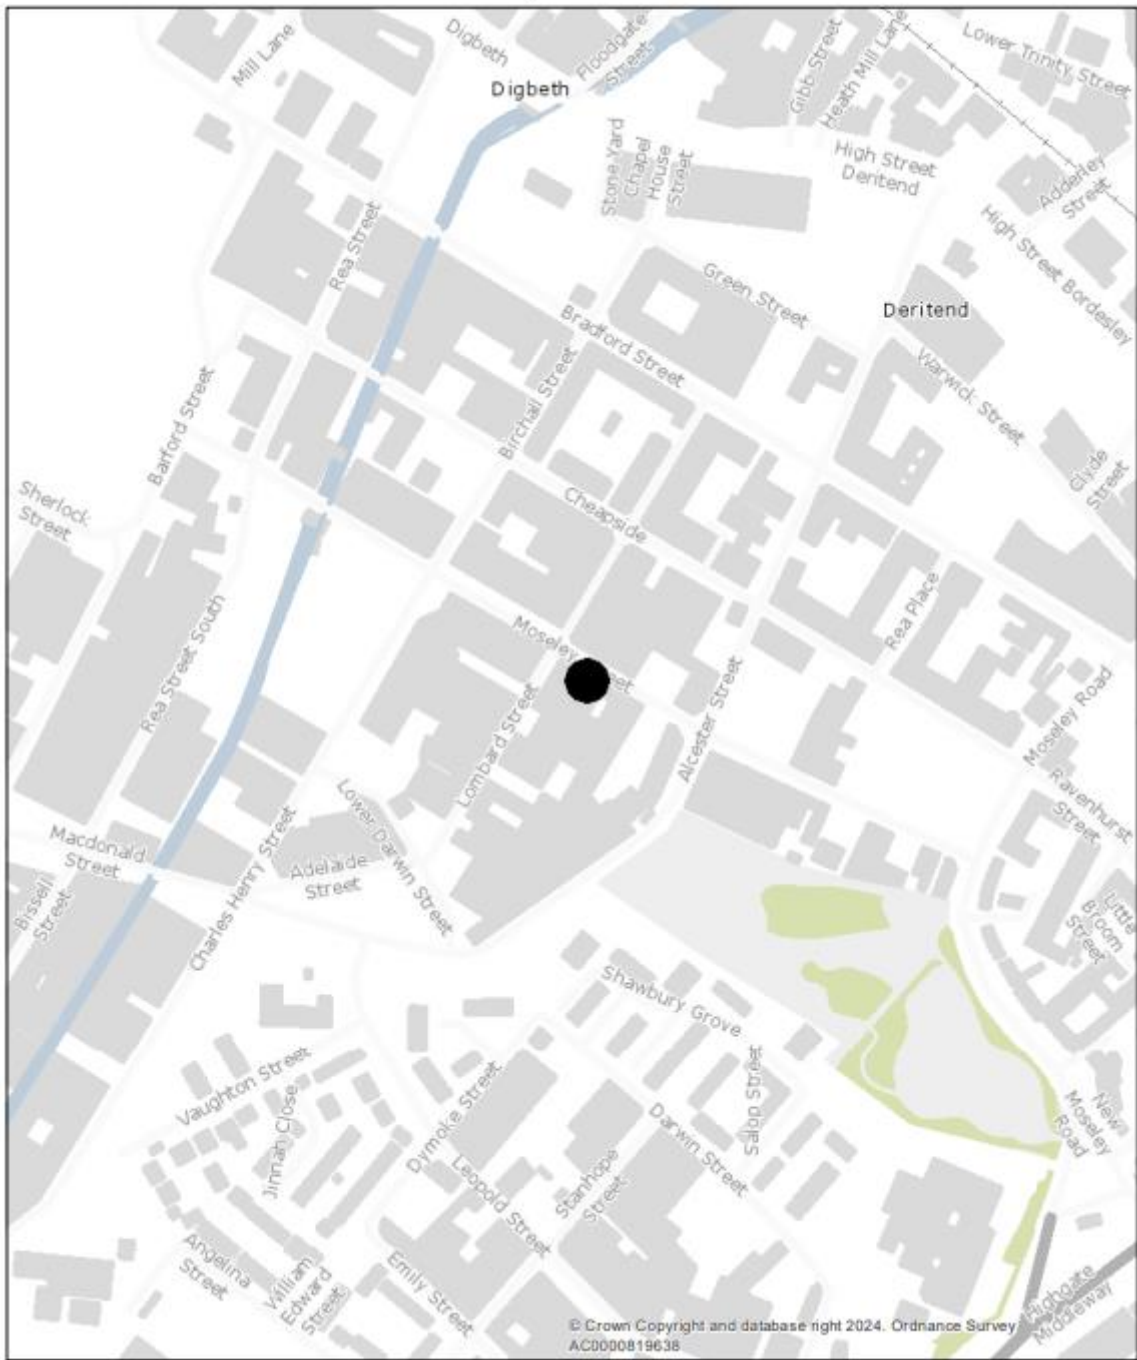 Mill Lane
Digbeth
Floodgate
Street
Gibb Street
Heath Mill Lane
Lower Trinity Street
Digbeth
Stone Yard
Chapel
House
Street
High Street
Deritend
Adderley
Street
High Street Bordesley
Rea Street
Green Street
Deritend
Bradford Street
Warwick Street
Birchall Street
Barford Street
Clyde
Street
Sherlock
Street
Cheapside
Rea Place
Rea Street South
Moseley
et
Lombard Street
Alcester Street
Moseley Road
Ravenhurst
Street
Lower Darwin Street
Macdonald
Street
Adelaide
Street
Charles Henry Street
Bissell
Street
Little
Broom
Street
Shawbury Grove
Salop Street
Vaughton Street
Jinnah Close
Dymoke Street
Darwin Street
New
Moseley
Road
Leopold Street
Stanhope
Street
Angelina
Street
William
Edward
Street
Emily Street
Highgate
Middleway
© Crown Copyright and database right 2024. Ordnance Survey
AC0000819638